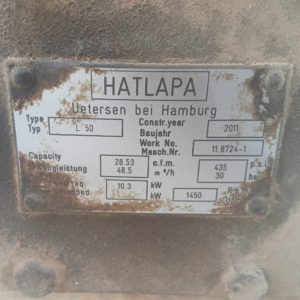 HATLAPA
Uetersen bei Hamburg
Type Constr.year
Typ L 50 Baujahr 2011
Work No.
Masch.Nr. 11.8724-1
Capacity 28.53 c.f.m. 435 p.s.i.
48.5 m³/h 30 bar
10.3 kW 1450
kW